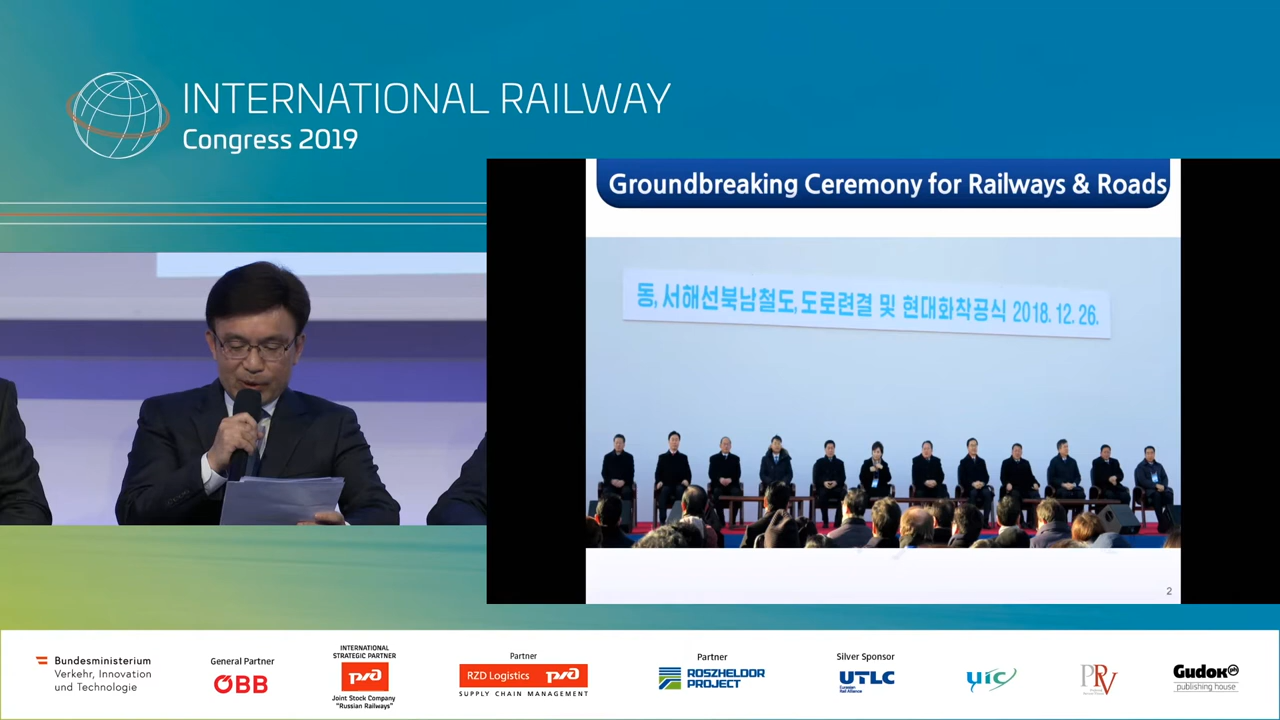 INTERNATIONAL RAILWAY
Congress 2019
Groundbreaking Ceremony for Railways & Roads
동, 서해선북남철도, 도로련결 및 현대화착공식 2018. 12. 26.
2
Bundesministerium
Verkehr, Innovation
und Technologie
General Partner
ÖBB
INTERNATIONAL
STRATEGIC PARTNER
Joint Stock Company
"Russian Railways"
Partner
RZD Logistics
SUPPLY CHAIN MANAGEMENT
Partner
ROSZHELDOR
PROJECT
Silver Sponsor
UTLC
Eurasian
Rail Alliance
uic
PRV
Gudok
publishing house